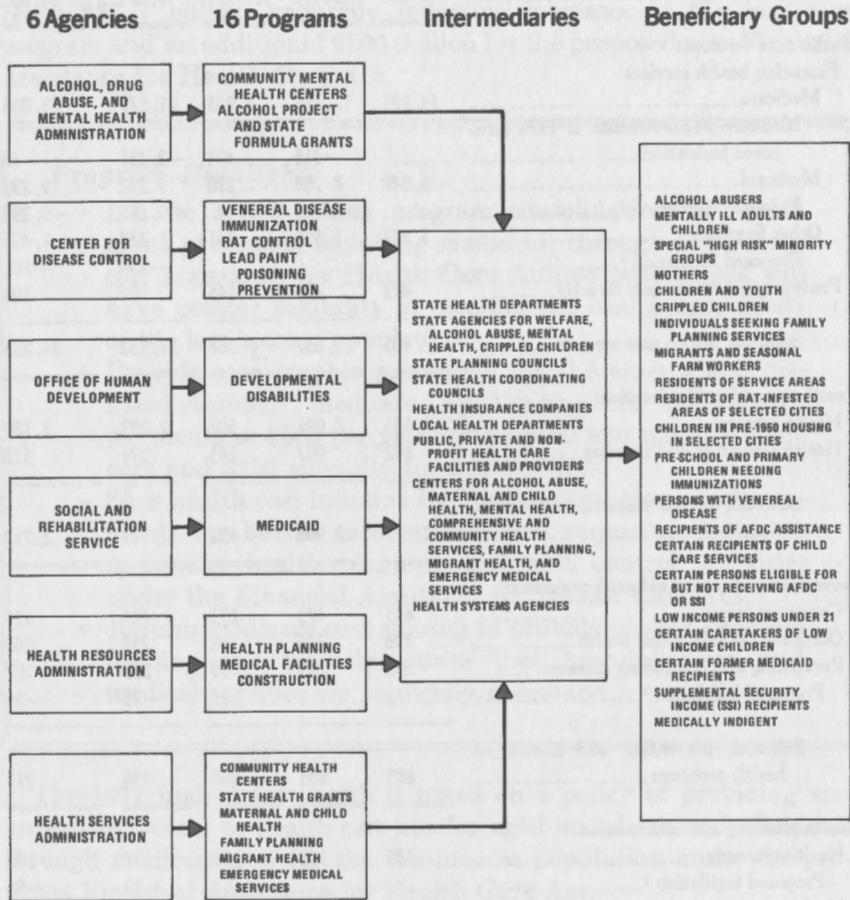 6 Agencies
16 Programs
Intermediaries
Beneficiary Groups
ALCOHOL, DRUG
ABUSE, AND
MENTAL HEALTH
ADMINISTRATION
COMMUNITY MENTAL
HEALTH CENTERS
ALCOHOL PROJECT
AND STATE
FORMULA GRANTS
CENTER FOR
DISEASE CONTROL
VENEREAL DISEASE
IMMUNIZATION
RAT CONTROL
LEAD PAINT
POISONING
PREVENTION
OFFICE OF HUMAN
DEVELOPMENT
DEVELOPMENTAL
DISABILITIES
SOCIAL AND
REHABILITATION
SERVICE
MEDICAID
HEALTH RESOURCES
ADMINISTRATION
HEALTH PLANNING
MEDICAL FACILITIES
CONSTRUCTION
HEALTH SERVICES
ADMINISTRATION
COMMUNITY HEALTH
CENTERS
STATE HEALTH GRANTS
MATERNAL AND CHILD
HEALTH
FAMILY PLANNING
MIGRANT HEALTH
EMERGENCY MEDICAL
SERVICES
STATE HEALTH DEPARTMENTS
STATE AGENCIES FOR WELFARE,
ALCOHOL ABUSE, MENTAL
HEALTH, CRIPPLED CHILDREN
STATE PLANNING COUNCILS
STATE HEALTH COORDINATING
COUNCILS
HEALTH INSURANCE COMPANIES
LOCAL HEALTH DEPARTMENTS
PUBLIC, PRIVATE AND NON-
PROFIT HEALTH CARE
FACILITIES AND PROVIDERS
CENTERS FOR ALCOHOL ABUSE,
MATERNAL AND CHILD
HEALTH, MENTAL HEALTH,
COMPREHENSIVE AND
COMMUNITY HEALTH
SERVICES, FAMILY PLANNING,
MIGRANT HEALTH, AND
EMERGENCY MEDICAL
SERVICES
HEALTH SYSTEMS AGENCIES
ALCOHOL ABUSERS
MENTALLY ILL ADULTS AND
CHILDREN
SPECIAL "HIGH RISK" MINORITY
GROUPS
MOTHERS
CHILDREN AND YOUTH
CRIPPLED CHILDREN
INDIVIDUALS SEEKING FAMILY
PLANNING SERVICES
MIGRANTS AND SEASONAL
FARM WORKERS
RESIDENTS OF SERVICE AREAS
RESIDENTS OF RAT-INFESTED
AREAS OF SELECTED CITIES
CHILDREN IN PRE-1950 HOUSING
IN SELECTED CITIES
PRE-SCHOOL AND PRIMARY
CHILDREN NEEDING
IMMUNIZATIONS
PERSONS WITH VENEREAL
DISEASE
RECIPIENTS OF AFDC ASSISTANCE
CERTAIN RECIPIENTS OF CHILD
CARE SERVICES
CERTAIN PERSONS ELIGIBLE FOR
BUT NOT RECEIVING AFDC
OR SSI
LOW INCOME PERSONS UNDER 21
CERTAIN CARETAKERS OF LOW
INCOME CHILDREN
CERTAIN FORMER MEDICAID
RECIPIENTS
SUPPLEMENTAL SECURITY
INCOME (SSI) RECIPIENTS
MEDICALLY INDIGENT